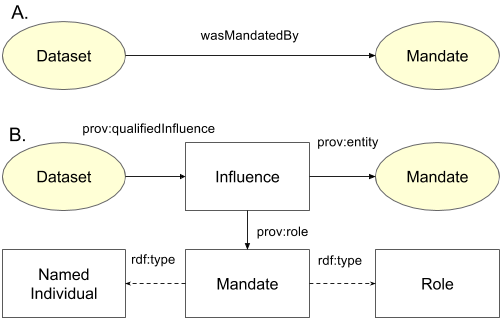 A.
wasMandatedBy
Dataset
Mandate
B.
prov:qualifiedInfluence
prov:entity
Dataset
Influence
Mandate
prov:role
rdf:type
rdf:type
Named
Individual
Mandate
Role